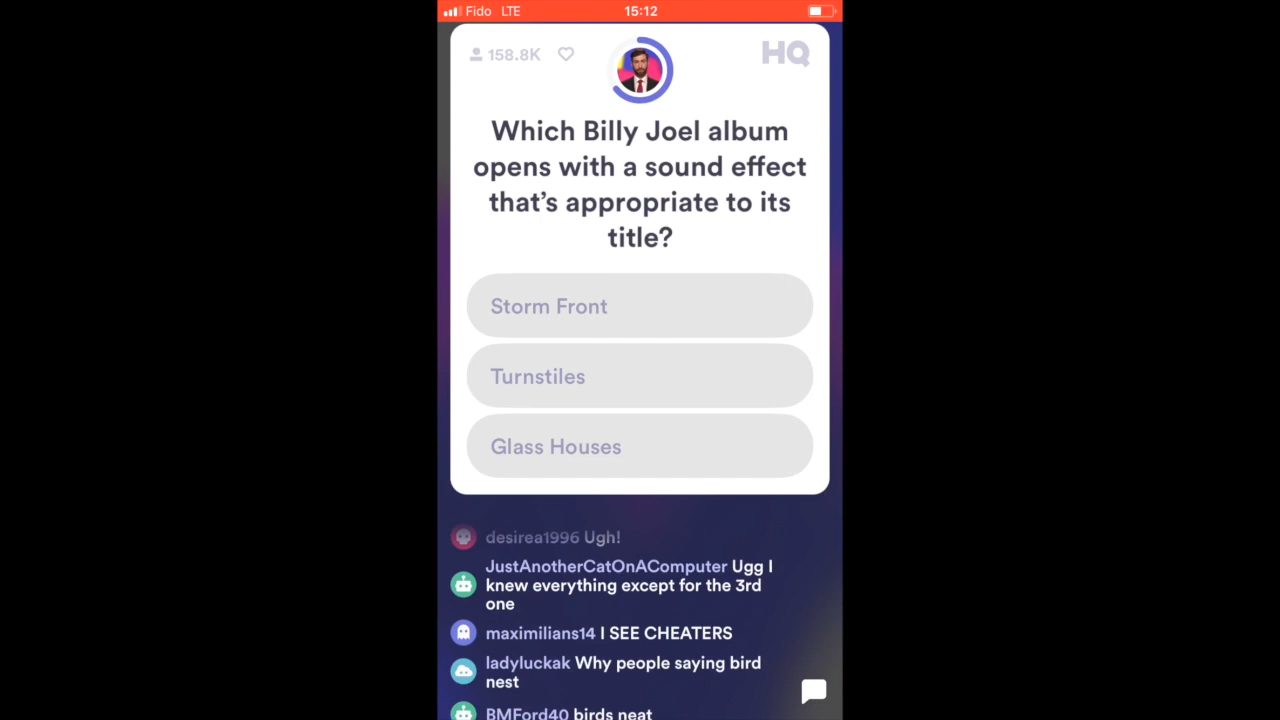 Fido LTE 15:12
158.8K HQ
Which Billy Joel album
opens with a sound effect
that's appropriate to its
title?
Storm Front
Turnstiles
Glass Houses
desirea1996 Ugh!
JustAnotherCatOnAComputer Ugg I
knew everything except for the 3rd
one
maximilians14 I SEE CHEATERS
ladyluckak Why people saying bird
nest
BMFord40 birds neat